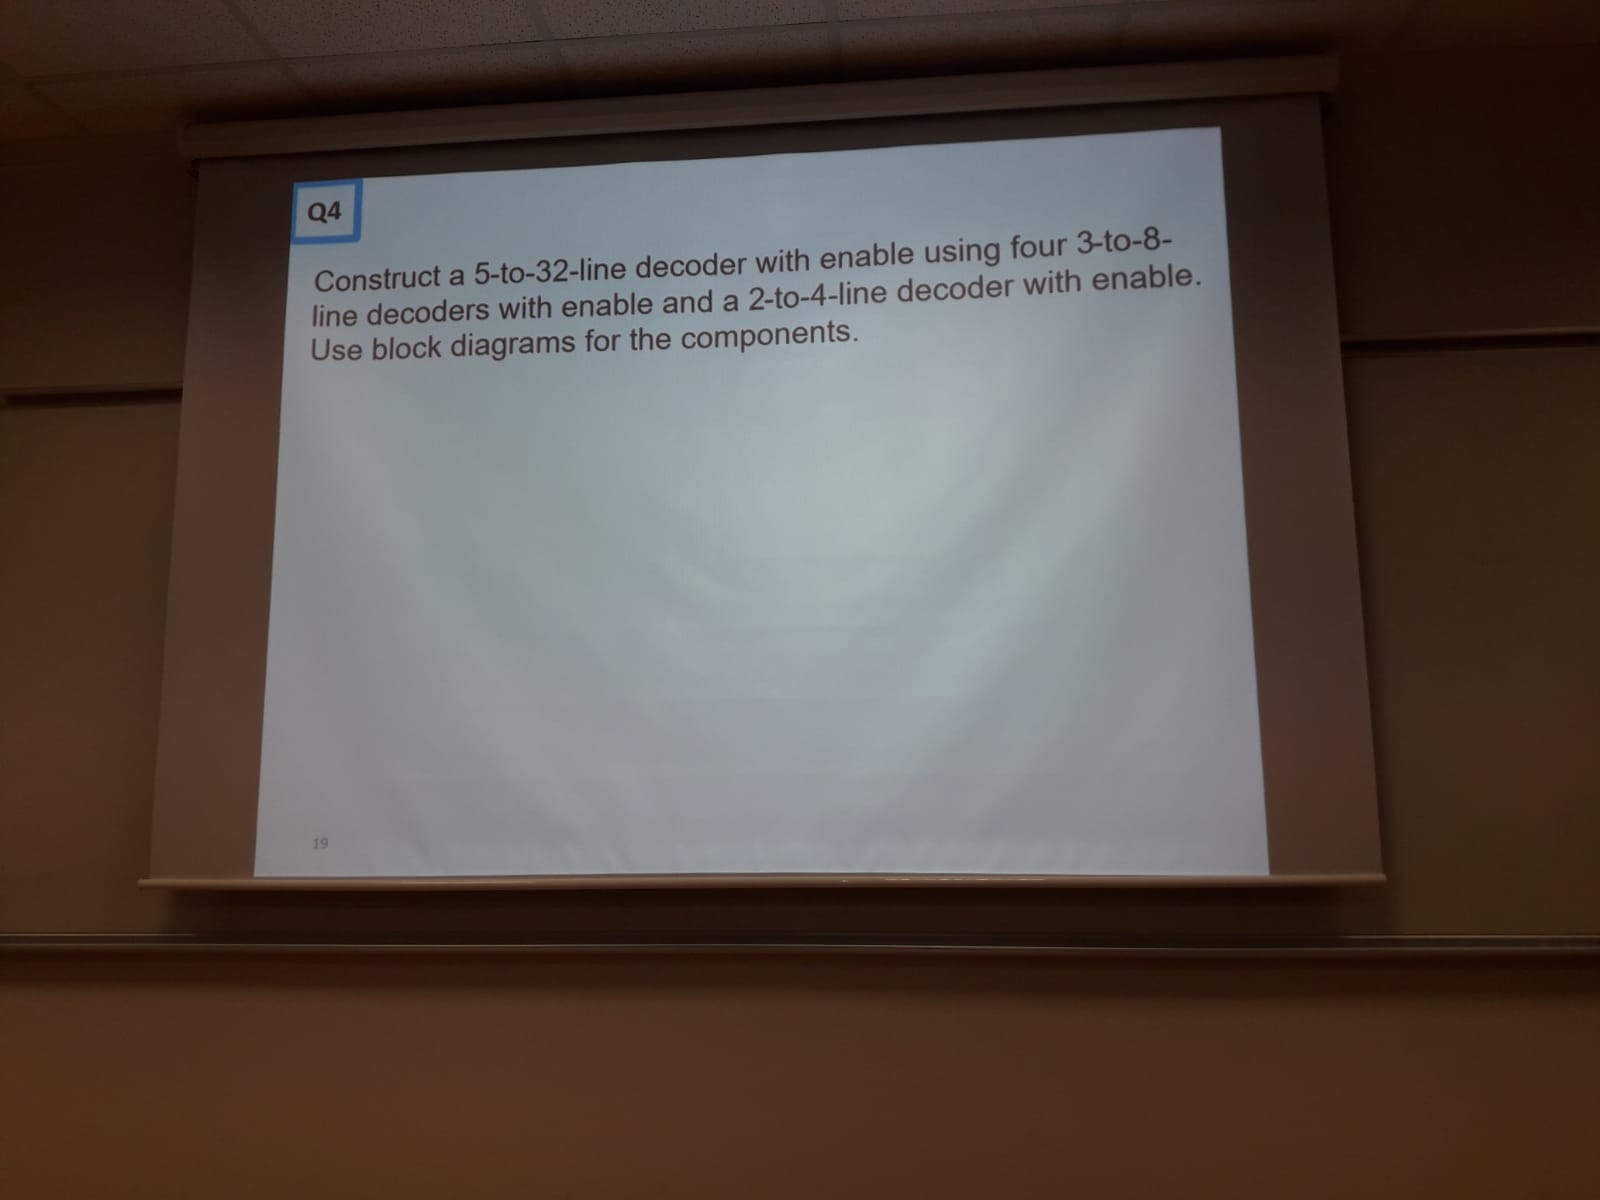 Q4
Construct a 5-to-32-line decoder with enable using four 3-to-8-
line decoders with enable and a 2-to-4-line decoder with enable.
Use block diagrams for the components.
19